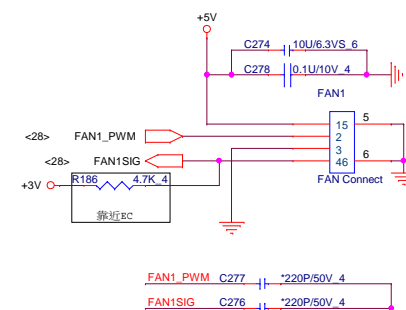 +5V
C274 10U/6.3VS_6
C278 0.1U/10V_4
FAN1
15 5
<28> FAN1_PWM 2
3
<28> FAN1SIG 46 6
+3V R186 4.7K_4 FAN Connect
靠近EC
FAN1_PWM C277 *220P/50V_4
FAN1SIG C276 *220P/50V_4